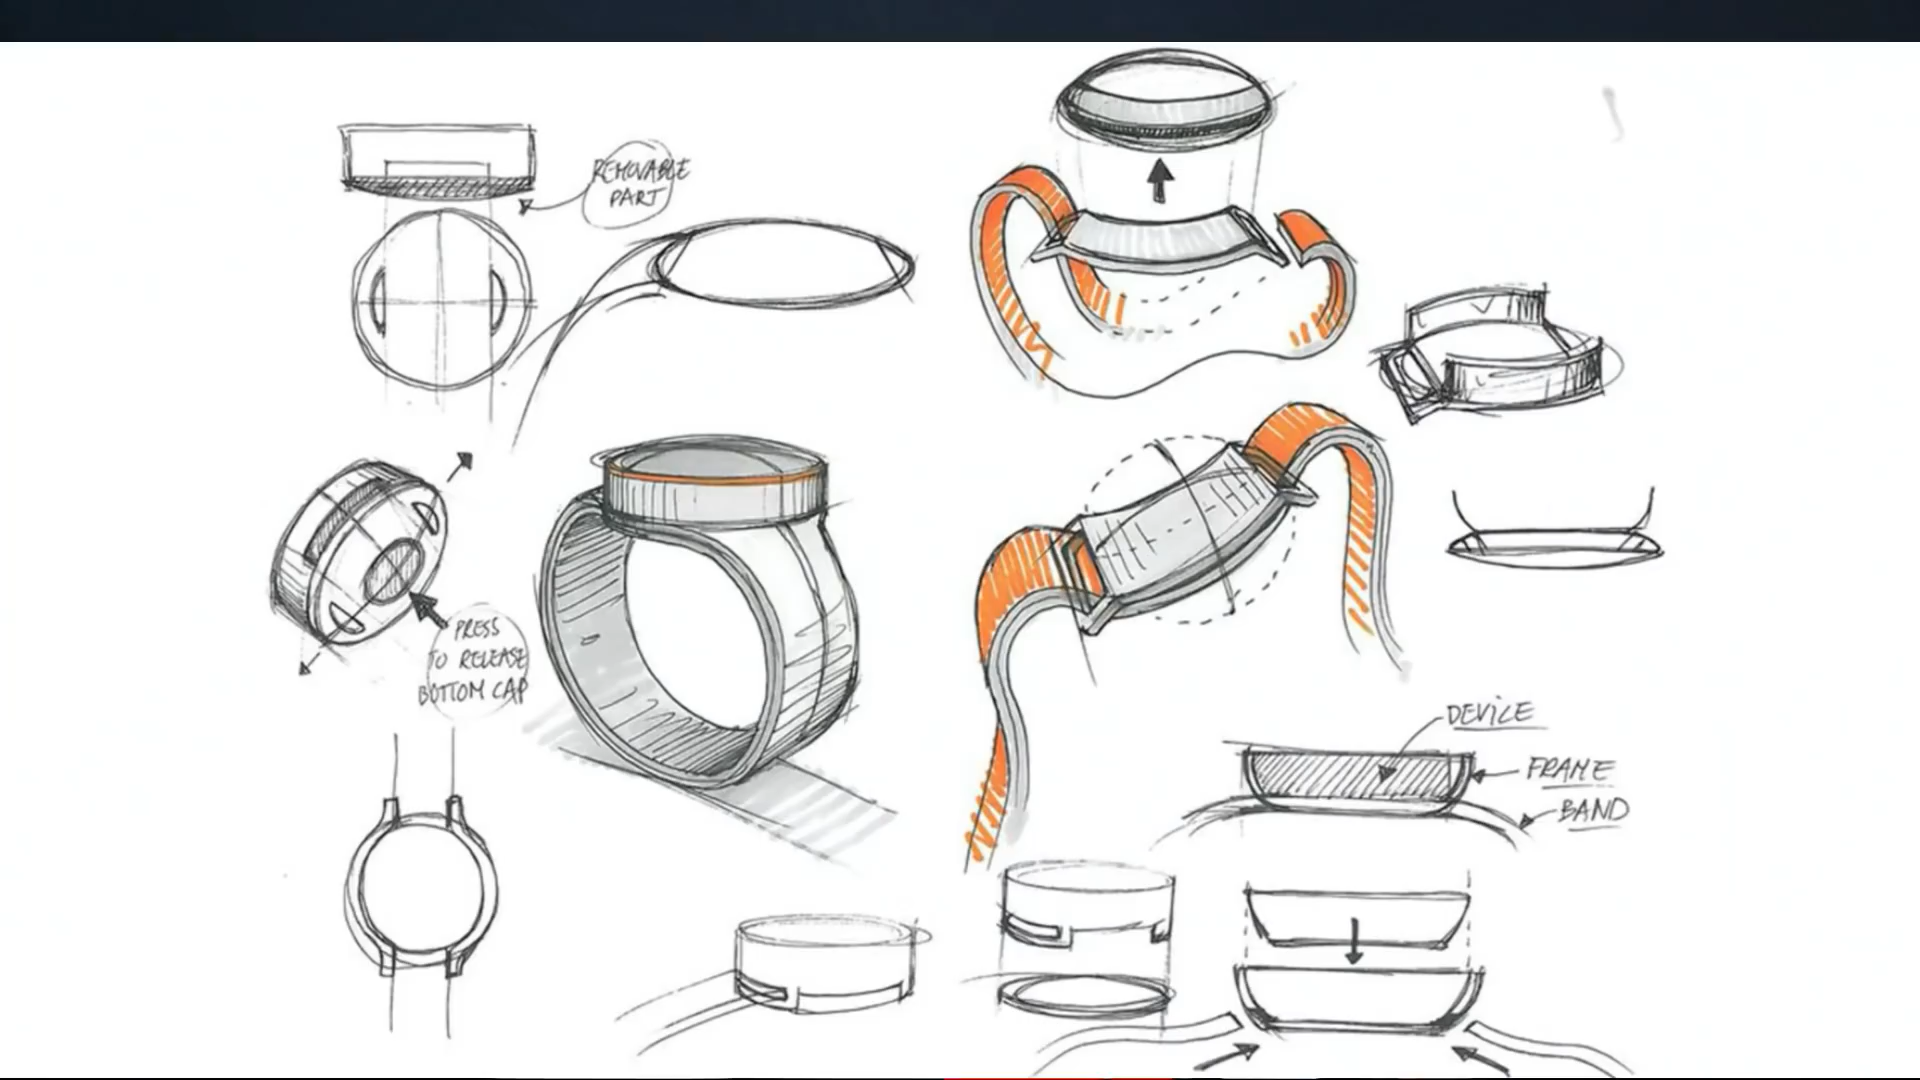 REMOVABLE
PART
PRESS
TO RELEASE
BOTTOM CAP
DEVICE
FRAME
BAND